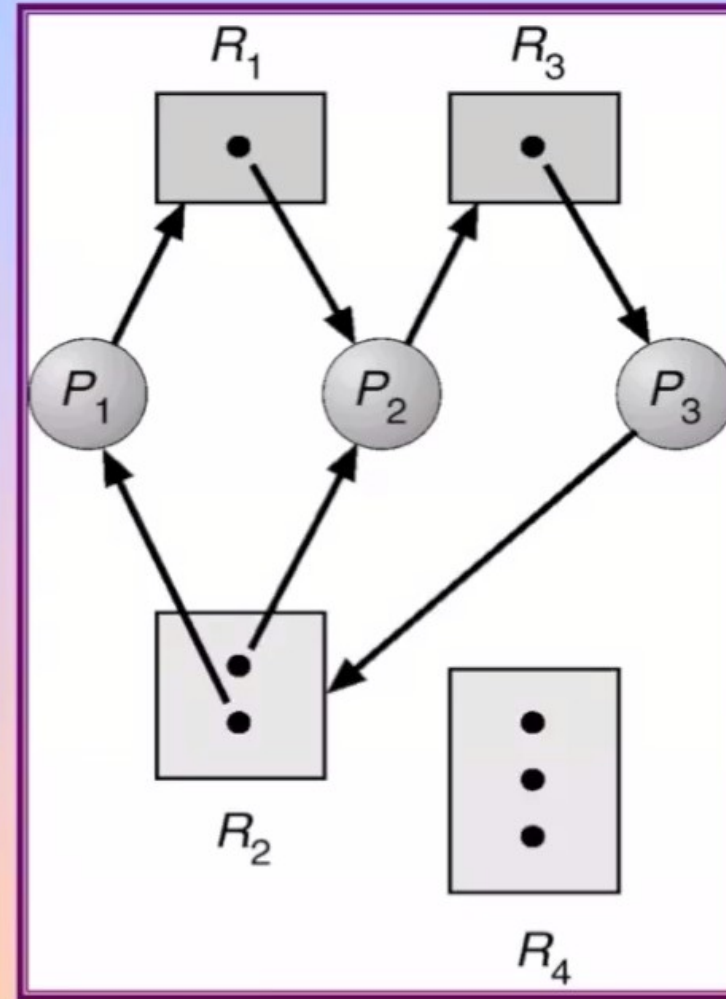 R₁ R₃
P₁ P₂ P₃
R₂
R₄